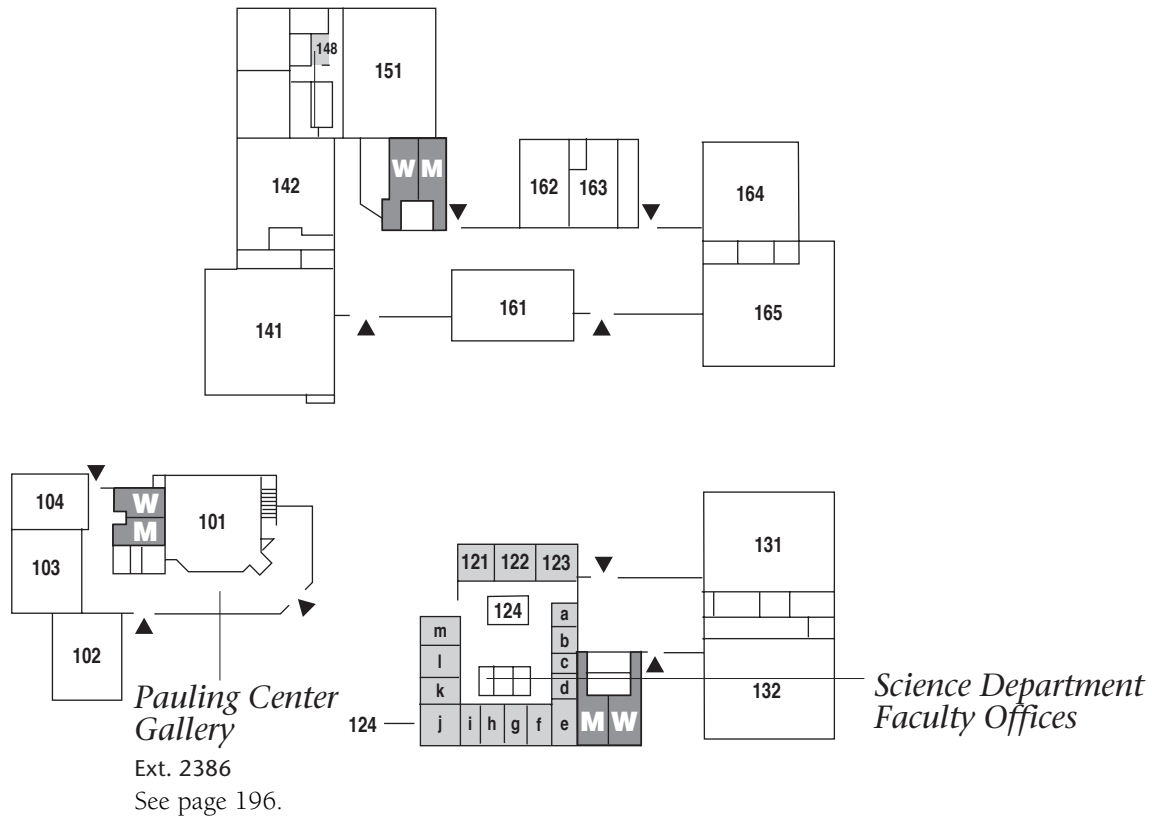 148
151
W M
142
162 163
164
161
165
141
104
W
M
101
103
102
131
121 122 123
124
a
b
c
d
m
l
k
124
j i h g f e
M W
132
Pauling Center
Gallery
Ext. 2386
See page 196.
Science Department
Faculty Offices